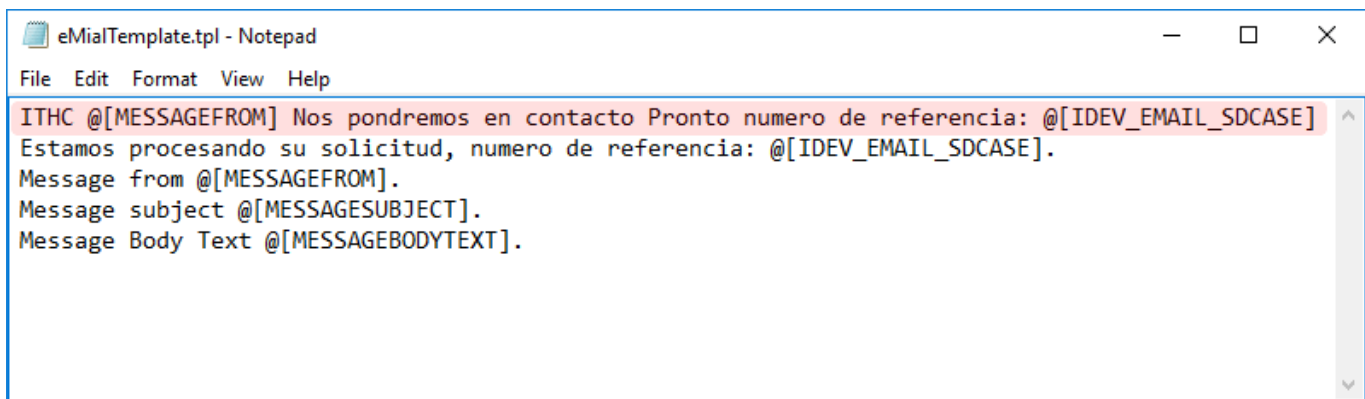 eMialTemplate.tpl - Notepad
File Edit Format View Help
ITHC @[MESSAGEFROM] Nos pondremos en contacto Pronto numero de referencia: @[IDEV_EMAIL_SDCASE]
Estamos procesando su solicitud, numero de referencia: @[IDEV_EMAIL_SDCASE].
Message from @[MESSAGEFROM].
Message subject @[MESSAGESUBJECT].
Message Body Text @[MESSAGEBODYTEXT].